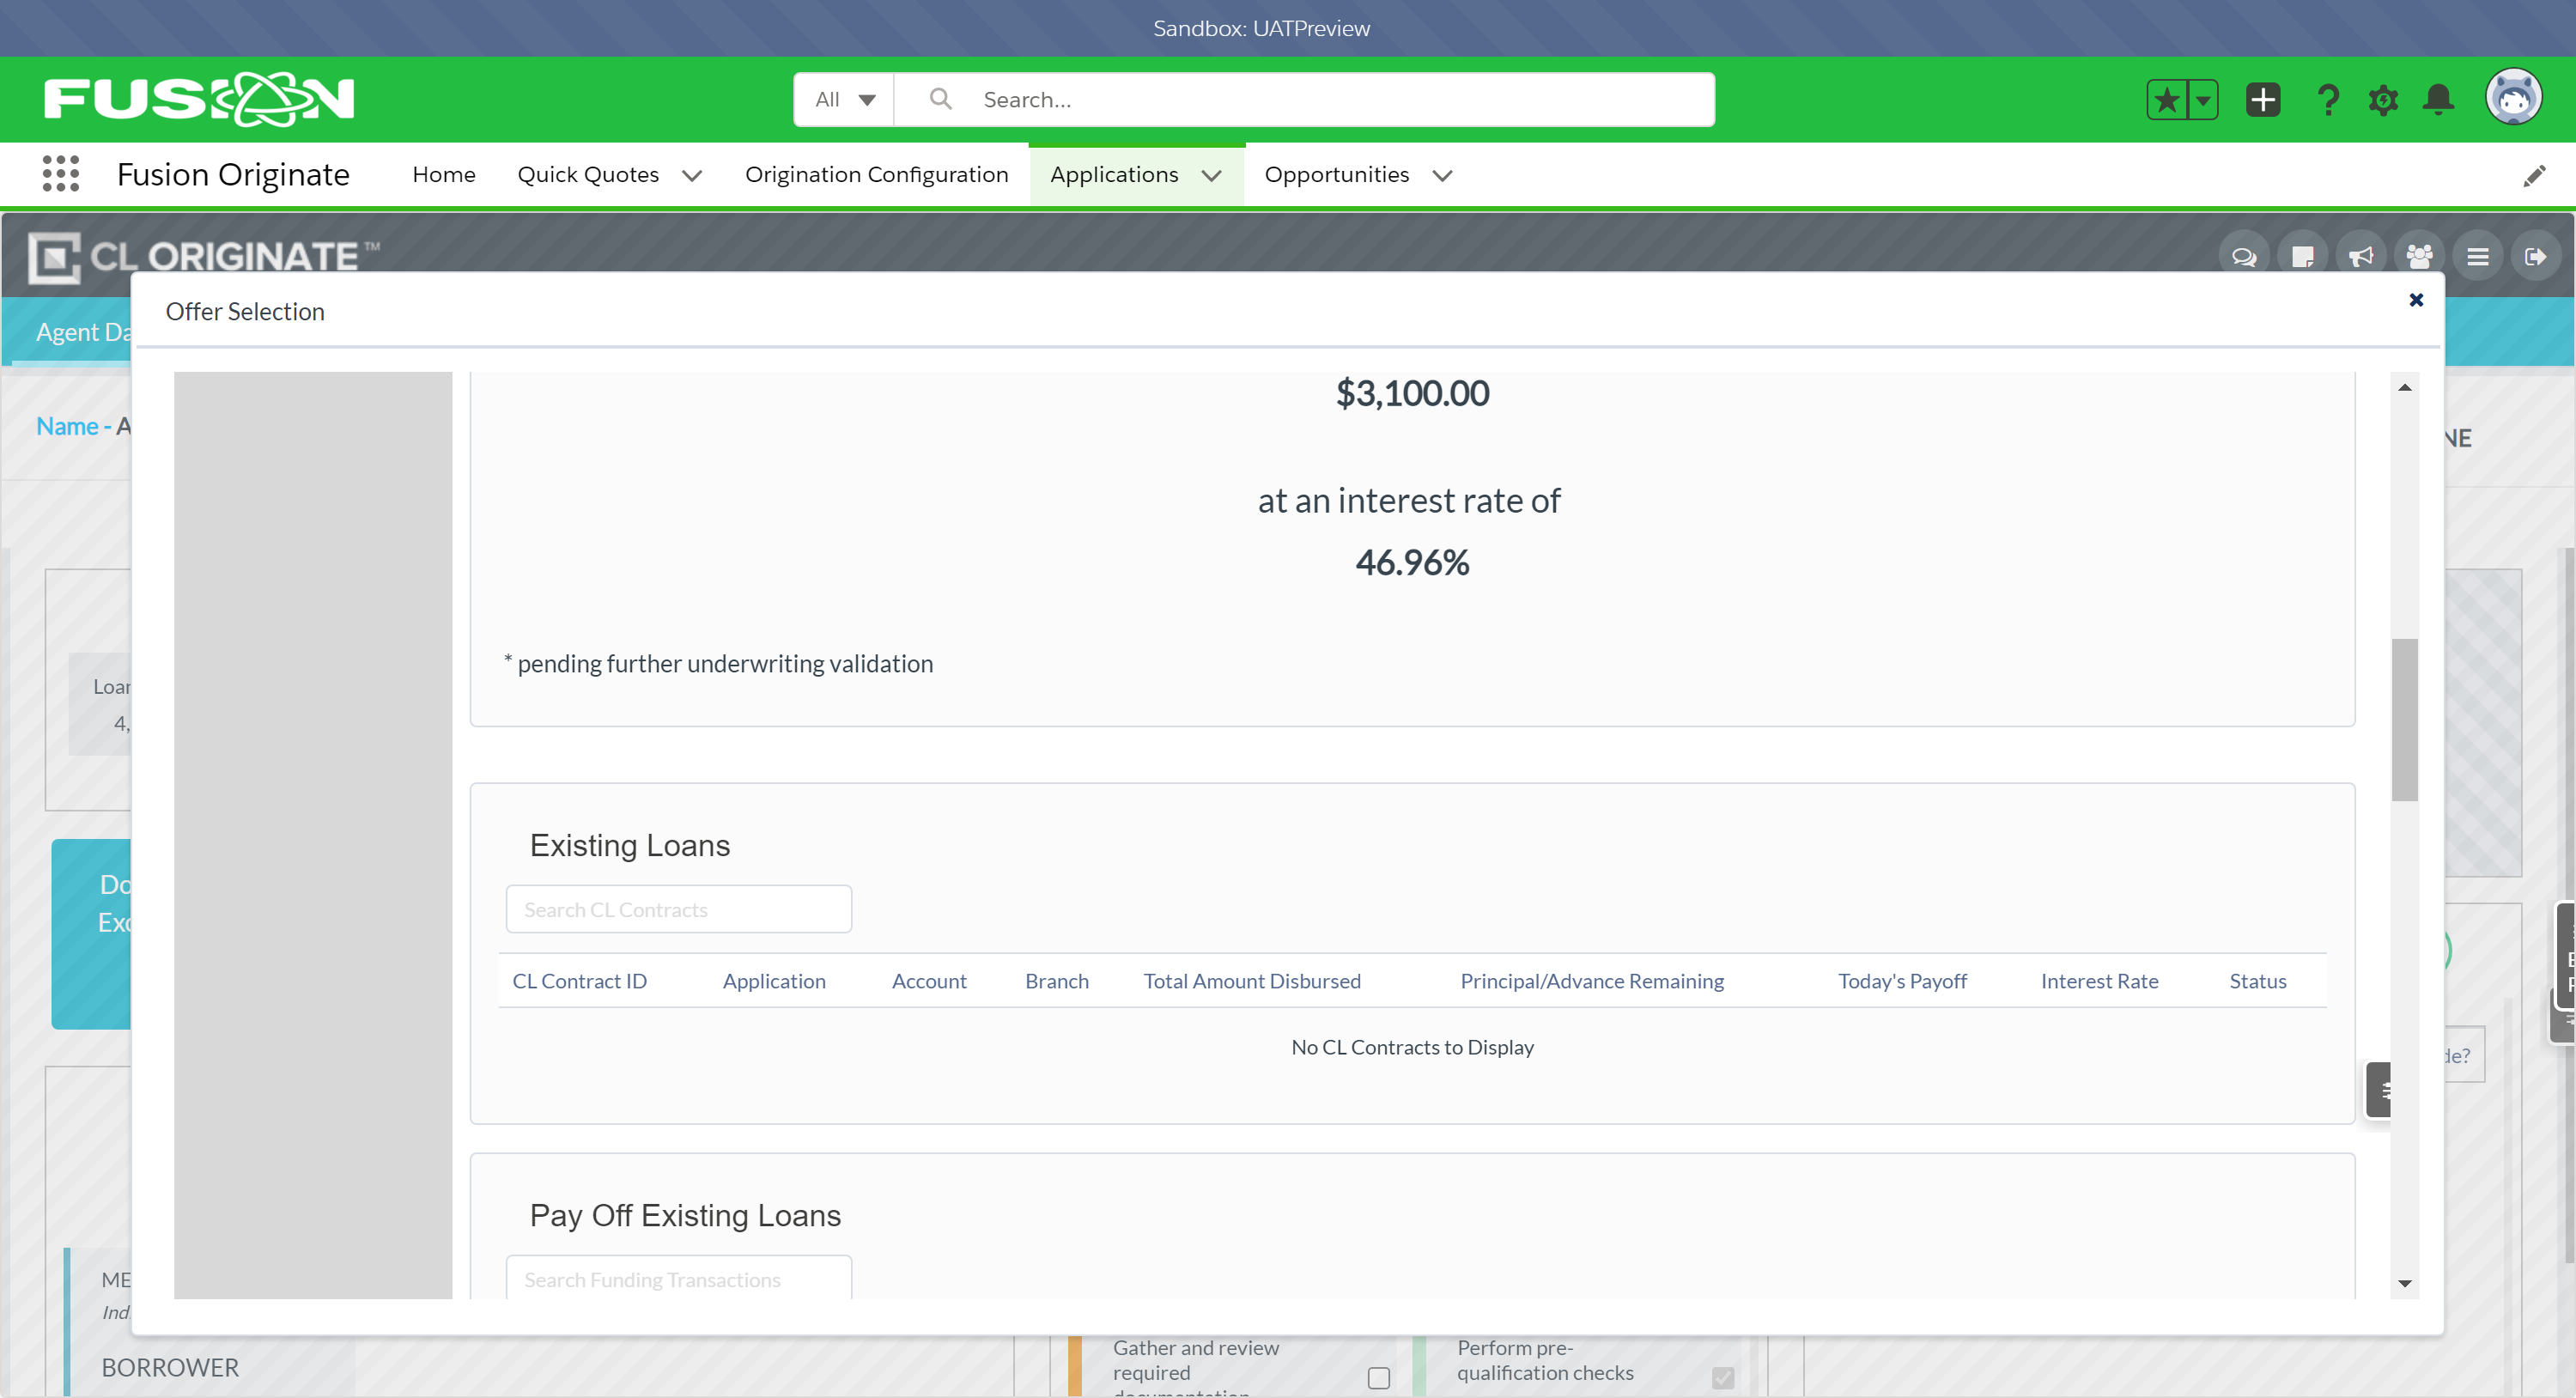 Sandbox: UATPreview
FUSION
All
Search...
Fusion Originate
Home
Quick Quotes
Origination Configuration
Applications
Opportunities
CL ORIGINATE™
Offer Selection
Agent Da
Name - A
NE
$3,100.00
at an interest rate of
46.96%
* pending further underwriting validation
Loan
4,
Existing Loans
Do
Exc
Search CL Contracts
CL Contract ID
Application
Account
Branch
Total Amount Disbursed
Principal/Advance Remaining
Today's Payoff
Interest Rate
Status
No CL Contracts to Display
de?
Pay Off Existing Loans
Search Funding Transactions
ME
Ind
BORROWER
Gather and review
required
documentation
Perform pre-
qualification checks